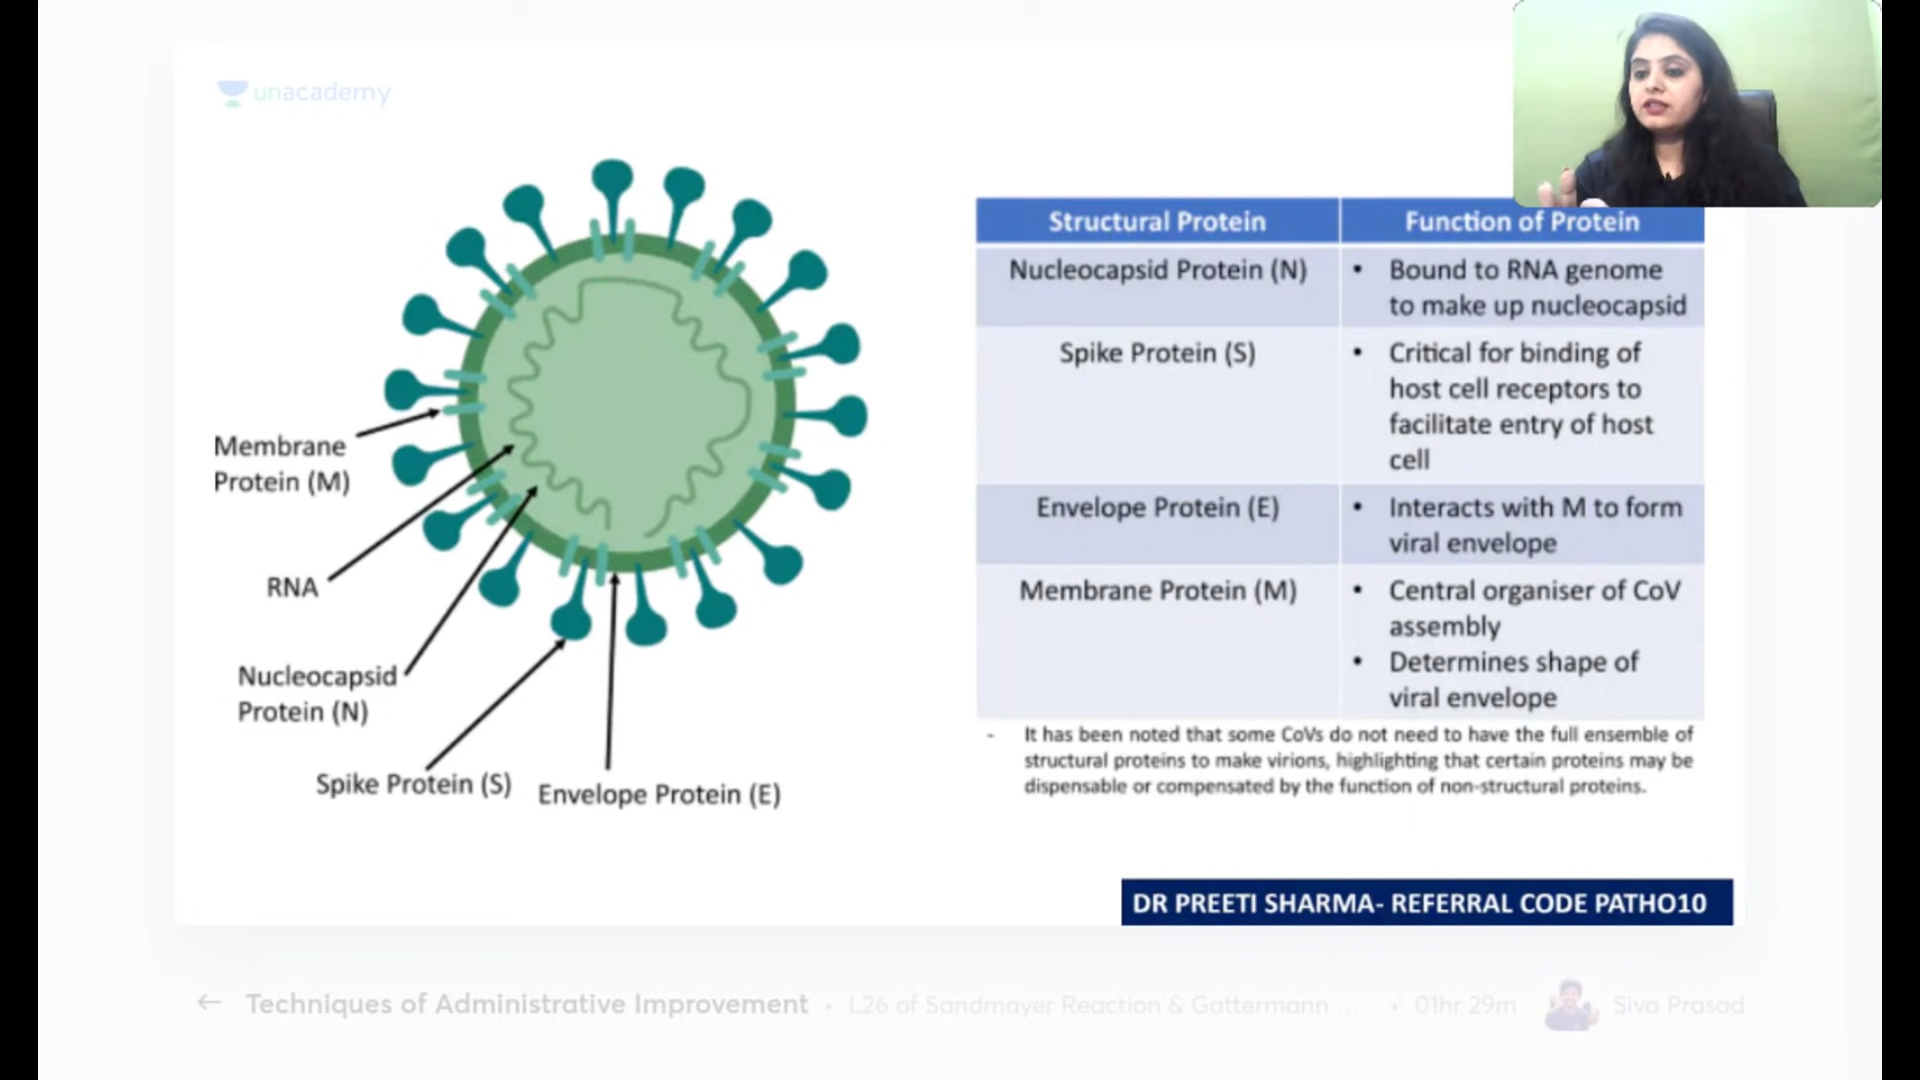 unacademy
Structural Protein
Function of Protein
Nucleocapsid Protein (N)
• Bound to RNA genome
to make up nucleocapsid
Spike Protein (S)
• Critical for binding of
host cell receptors to
facilitate entry of host
cell
Envelope Protein (E)
• Interacts with M to form
viral envelope
Membrane Protein (M)
• Central organiser of CoV
assembly
• Determines shape of
viral envelope
- It has been noted that some CoVs do not need to have the full ensemble of
structural proteins to make virions, highlighting that certain proteins may be
dispensable or compensated by the function of non-structural proteins.
Membrane
Protein (M)
RNA
Nucleocapsid
Protein (N)
Spike Protein (S)
Envelope Protein (E)
DR PREETI SHARMA- REFERRAL CODE PATHO10
← Techniques of Administrative Improvement • L26 of Sandmayer Reaction & Gattermann ... • 01hr 29m Siva Prasad